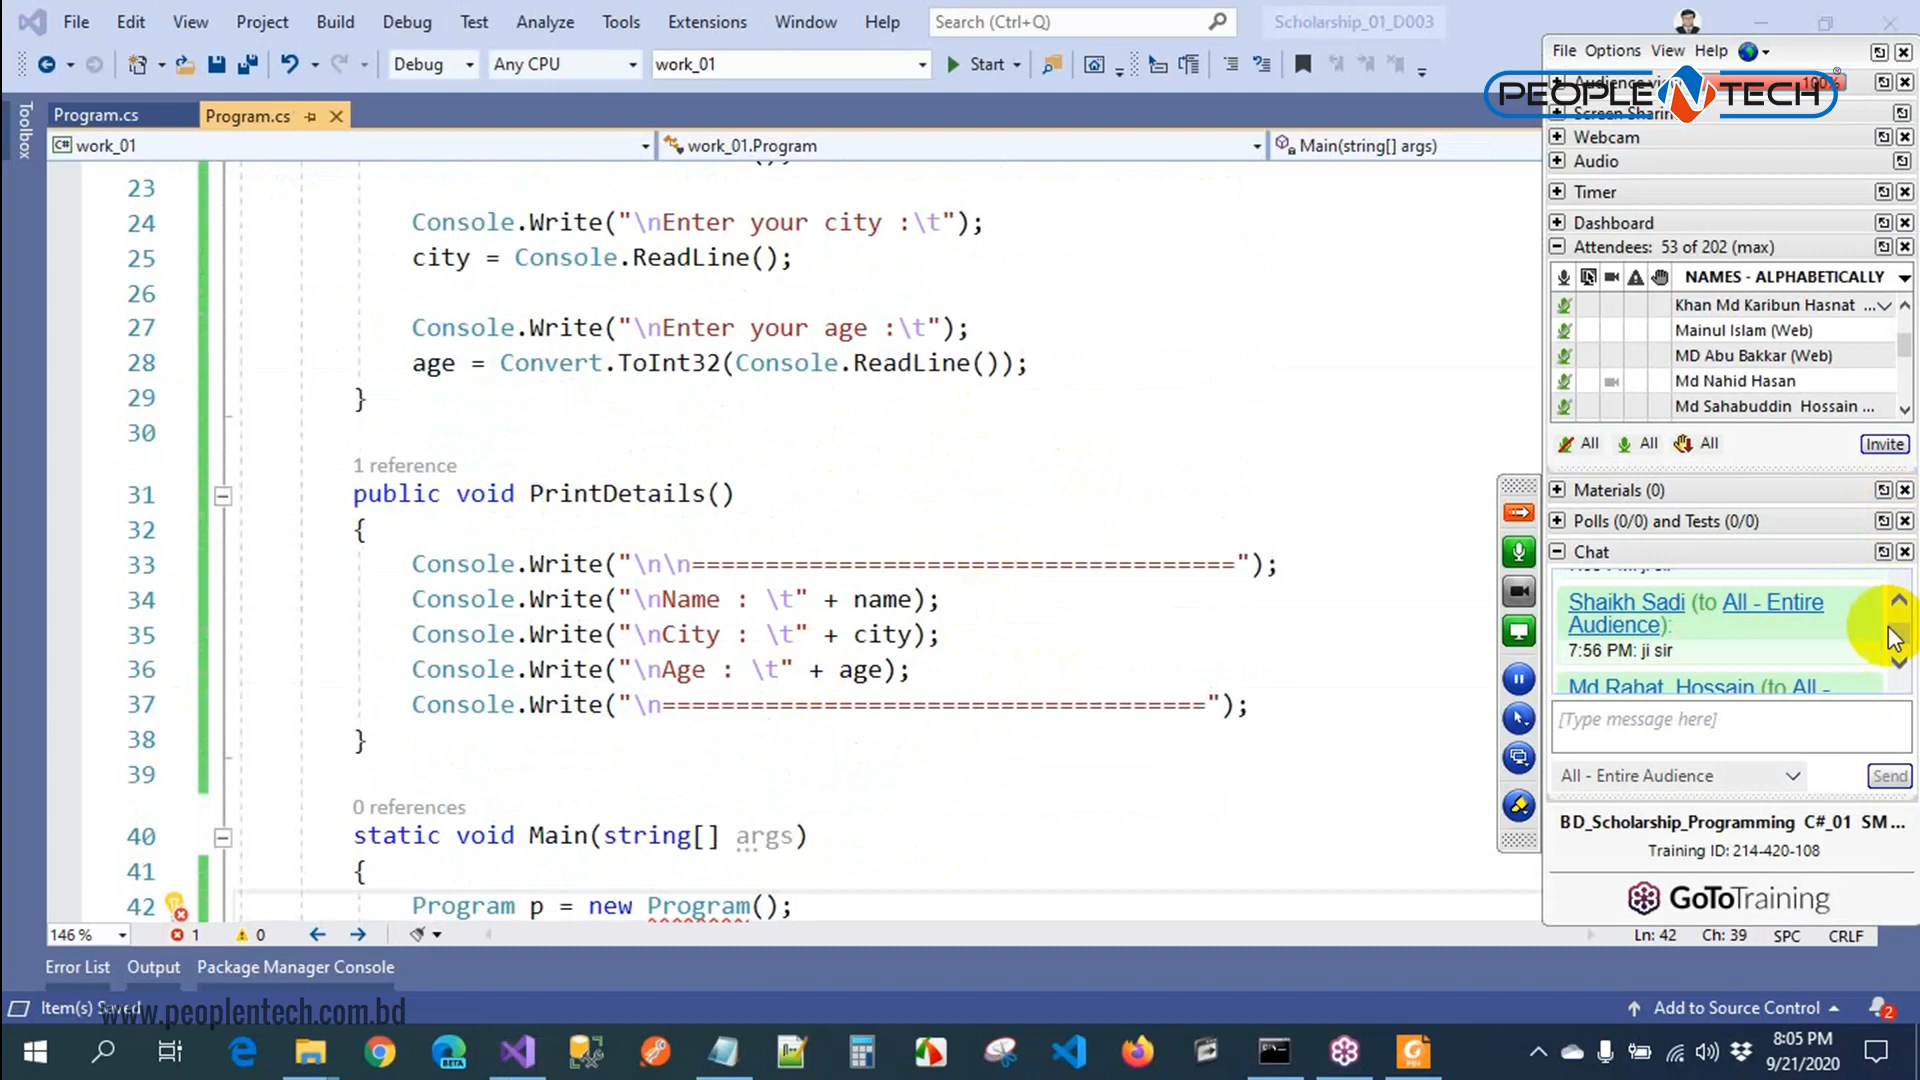 File Edit View Project Build Debug Test Analyze Tools Extensions Window Help Search (Ctrl+Q) Scholarship_01_D003
Debug Any CPU work_01 Start
Toolbox
Program.cs Program.cs
work_01 work_01.Program Main(string[] args)
23
24 Console.Write("\nEnter your city :\t");
25 city = Console.ReadLine();
26
27 Console.Write("\nEnter your age :\t");
28 age = Convert.ToInt32(Console.ReadLine());
29 }
30
1 reference
31 public void PrintDetails()
32 {
33 Console.Write("\n\n=====================================");
34 Console.Write("\nName : \t" + name);
35 Console.Write("\nCity : \t" + city);
36 Console.Write("\nAge : \t" + age);
37 Console.Write("\n=====================================");
38 }
39
0 references
40 static void Main(string[] args)
41 {
42 Program p = new Program();
146 % 1 0 Ln: 42 Ch: 39 SPC CRLF
Error List Output Package Manager Console
Item(s) Saved Add to Source Control 2
www.peoplentech.com.bd
8:05 PM
9/21/2020
File Options View Help
PEOPLE N TECH
100%
Webcam
Audio
Timer
Dashboard
Attendees: 53 of 202 (max)
NAMES - ALPHABETICALLY
Khan Md Karibun Hasnat ...
Mainul Islam (Web)
MD Abu Bakkar (Web)
Md Nahid Hasan
Md Sahabuddin Hossain ...
All All All Invite
Materials (0)
Polls (0/0) and Tests (0/0)
Chat
Shaikh Sadi (to All - Entire
Audience):
7:56 PM: ji sir
Md Rahat Hossain (to All -
[Type message here]
All - Entire Audience Send
BD_Scholarship_Programming C#_01 SM ...
Training ID: 214-420-108
GoToTraining